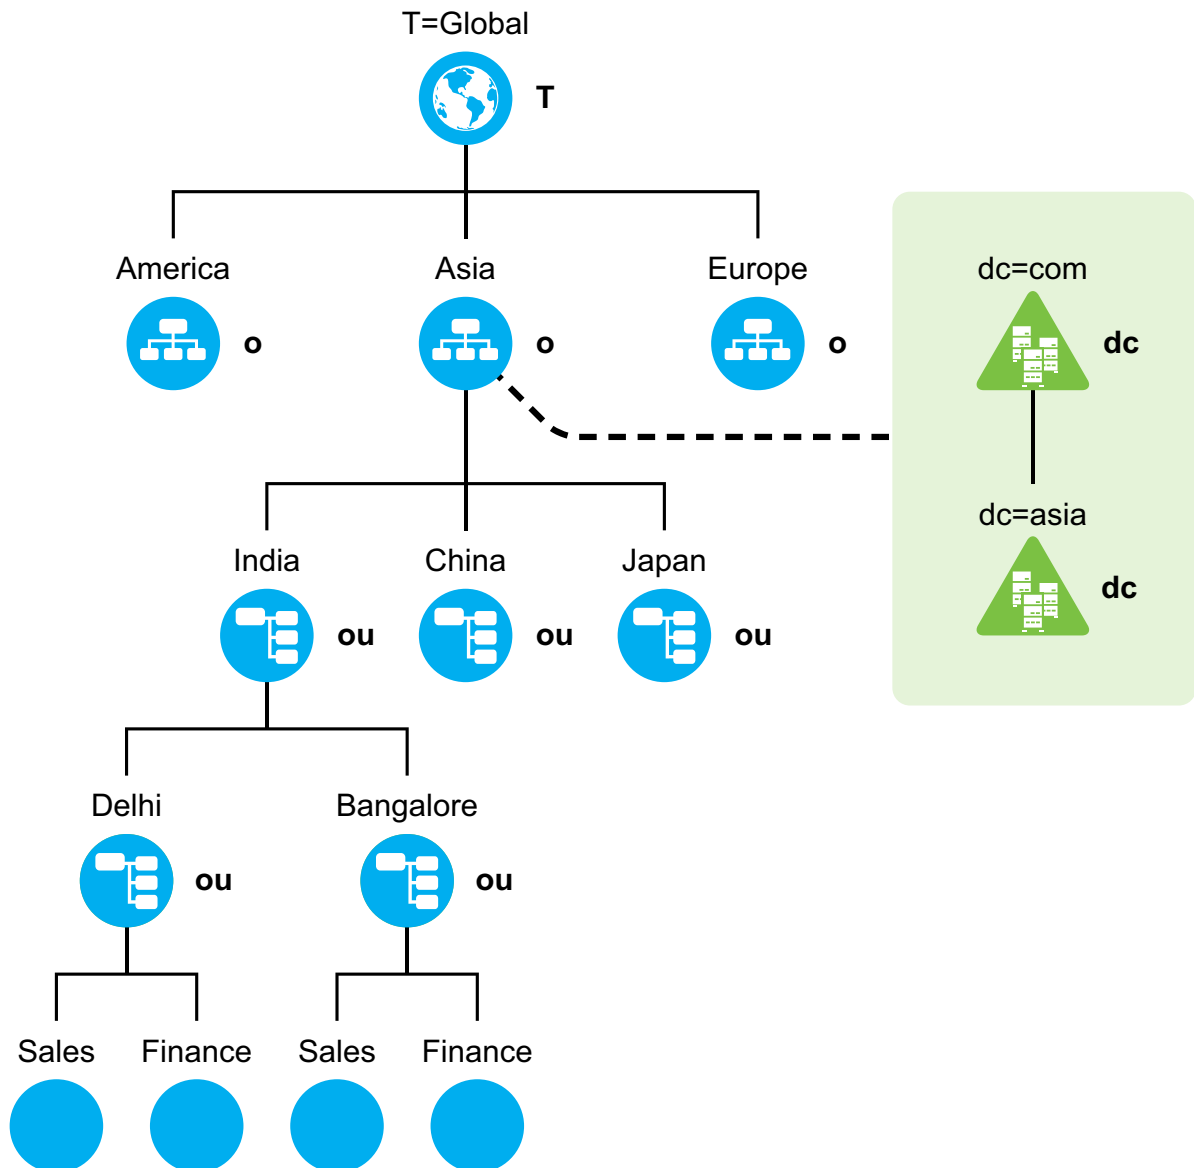 T=Global
T
America Asia Europe dc=com
o o o dc
dc=asia
India China Japan
dc
ou ou ou
Delhi Bangalore
ou ou
Sales Finance Sales Finance